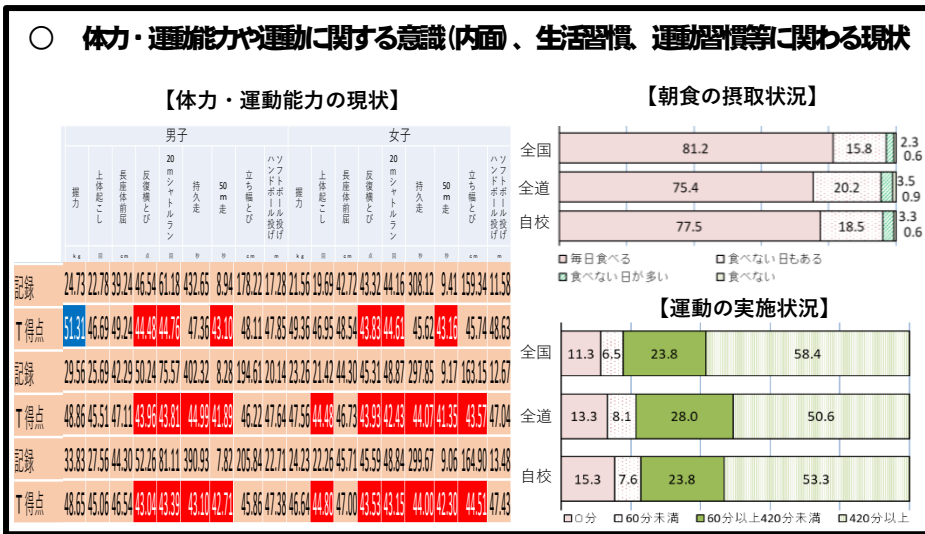 ○ 体力・運動能力や運動に関する意識(内面)、生活習慣、運動習慣等に関わる現状
【体力・運動能力の現状】
男子 女子
握力 上体起こし 長座体前屈 反復横とび 20mシャトルラン 持久走 50m走 立ち幅とび ハンドボール投げ ソフトボール投げ 握力 上体起こし 長座体前屈 反復横とび 20mシャトルラン 持久走 50m走 立ち幅とび ハンドボール投げ ソフトボール投げ
kg 回 cm 点 回 秒 秒 cm m kg 回 cm 点 回 秒 秒 cm m
記録 24.73 22.78 39.24 46.54 61.18 432.65 8.94 178.22 17.28 21.56 19.69 42.72 43.32 44.16 308.12 9.41 159.34 11.58
T得点 51.31 46.69 49.24 44.48 44.76 47.36 43.10 48.11 47.85 49.36 46.95 48.54 43.83 44.61 45.62 43.16 45.74 48.63
記録 29.56 25.69 42.29 50.24 75.57 402.32 8.28 194.61 20.14 23.26 21.42 44.30 45.31 48.87 297.85 9.17 163.15 12.67
T得点 48.86 45.51 47.11 43.96 43.81 44.99 41.89 46.22 47.64 47.56 44.48 46.73 43.93 42.43 44.07 41.35 43.57 47.04
記録 33.83 27.56 44.30 52.26 81.11 390.93 7.82 205.84 22.71 24.23 22.26 45.71 45.59 48.84 299.67 9.06 164.90 13.48
T得点 48.65 45.06 46.54 43.04 43.39 43.10 42.71 45.86 47.38 46.64 44.80 47.00 43.53 43.15 44.00 42.30 44.51 47.43
【朝食の摂取状況】
全国 81.2 15.8 2.3 0.6
全道 75.4 20.2 3.5 0.9
自校 77.5 18.5 3.3 0.6
毎日食べる 食べない日もある
食べない日が多い 食べない
【運動の実施状況】
全国 11.3 6.5 23.8 58.4
全道 13.3 8.1 28.0 50.6
自校 15.3 7.6 23.8 53.3
0分 60分未満 60分以上420分未満 420分以上